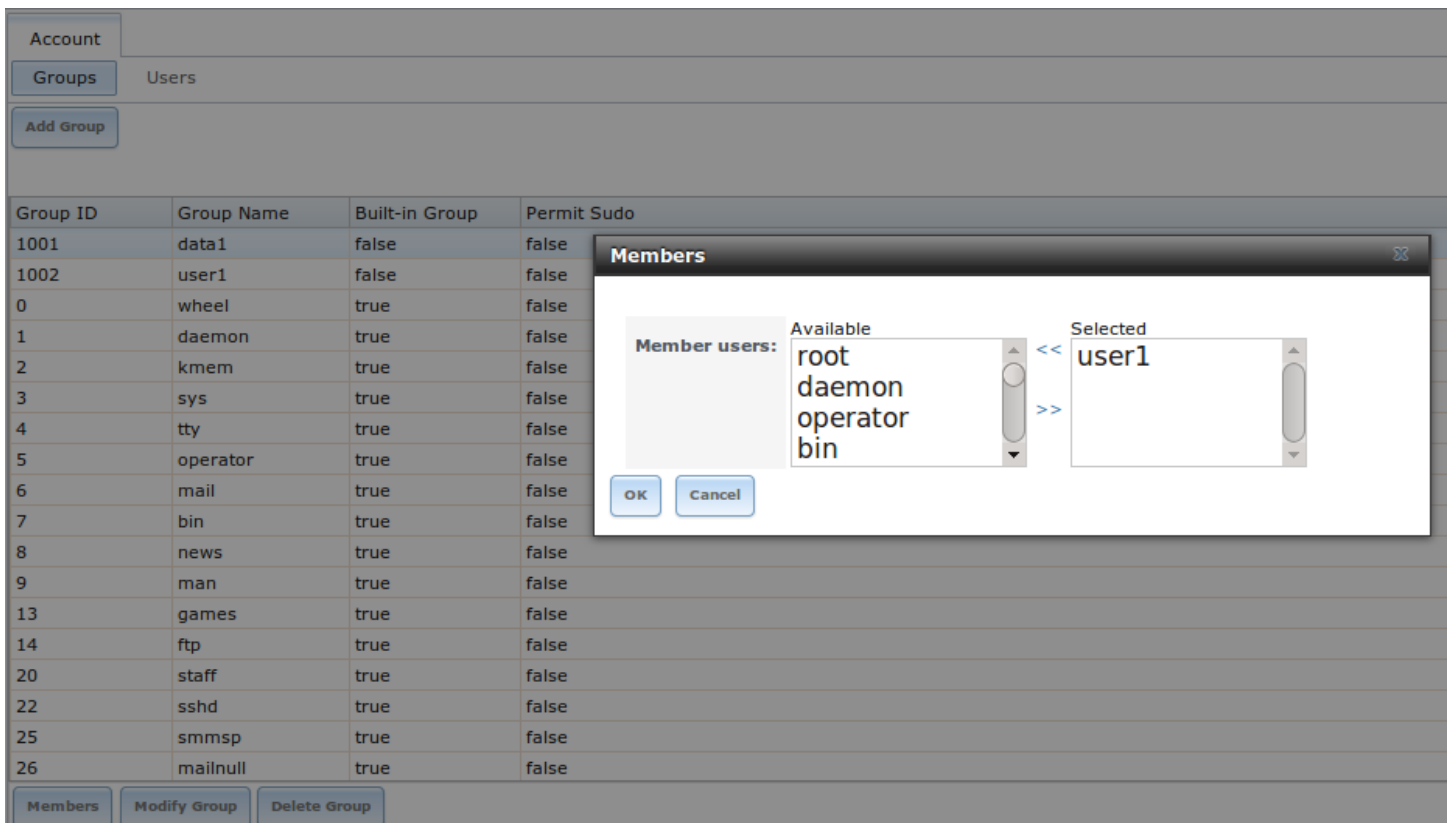 Account
Groups Users
Add Group
Group ID Group Name Built-in Group Permit Sudo
1001 data1 false false
1002 user1 false false
0 wheel true false
1 daemon true false
2 kmem true false
3 sys true false
4 tty true false
5 operator true false
6 mail true false
7 bin true false
8 news true false
9 man true false
13 games true false
14 ftp true false
20 staff true false
22 sshd true false
25 smmsp true false
26 mailnull true false
Members Modify Group Delete Group
Members
Available Selected
Member users:
root << user1
daemon
operator >>
bin
OK Cancel